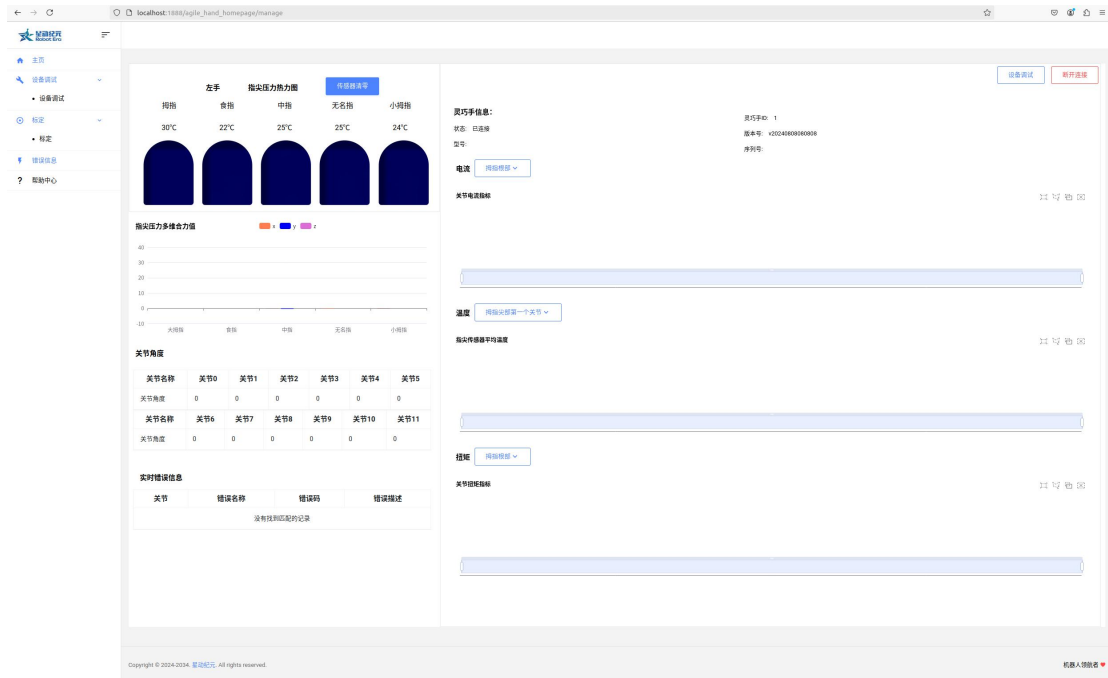 localhost:1888/agile_hand_homepage/manage
星动纪元
Robot Era
主页
设备调试
设备调试
标定
标定
错误信息
? 帮助中心
左手 指尖压力热力图 传感器清零
拇指 食指 中指 无名指 小拇指
30°C 22°C 25°C 25°C 24°C
指尖压力多维合力值 x y z
40
30
20
10
0
-10
大拇指 食指 中指 无名指 小拇指
关节角度
关节名称 关节0 关节1 关节2 关节3 关节4 关节5
关节角度 0 0 0 0 0 0
关节名称 关节6 关节7 关节8 关节9 关节10 关节11
关节角度 0 0 0 0 0 0
实时错误信息
关节 错误名称 错误码 错误描述
没有找到匹配的记录
设备调试 断开连接
灵巧手信息:
状态: 已连接
型号:
灵巧手ID: 1
版本号: v20240808080808
序列号:
电流 拇指根部
关节电流指标
温度 拇指尖部第一个关节
指尖传感器平均温度
扭矩 拇指根部
关节扭矩指标
Copyright © 2024-2034. 星动纪元. All rights reserved.
机器人领航者